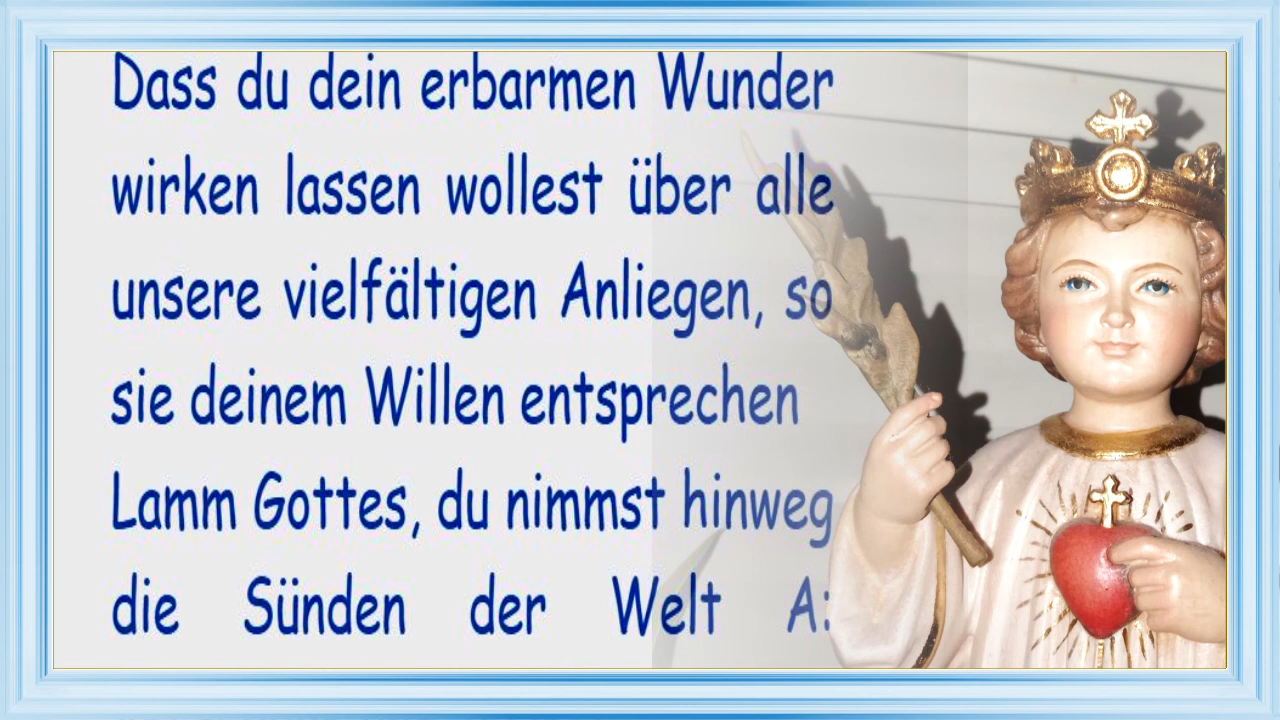 Dass du dein erbarmen Wunder
wirken lassen wollest über alle
unsere vielfältigen Anliegen, so
sie deinem Willen entsprechen
Lamm Gottes, du nimmst hinweg
die Sünden der Welt A: